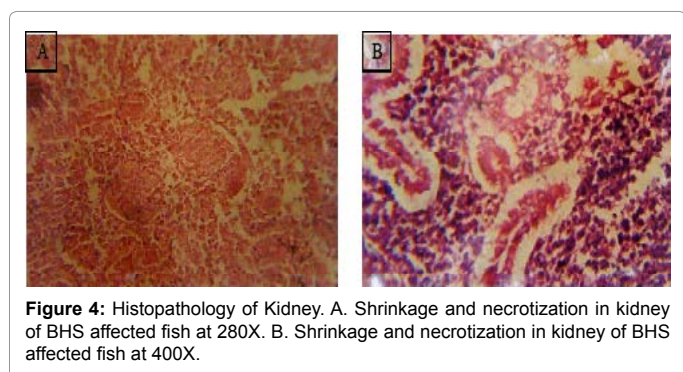 A
B
Figure 4: Histopathology of Kidney. A. Shrinkage and necrotization in kidney
of BHS affected fish at 280X. B. Shrinkage and necrotization in kidney of BHS
affected fish at 400X.